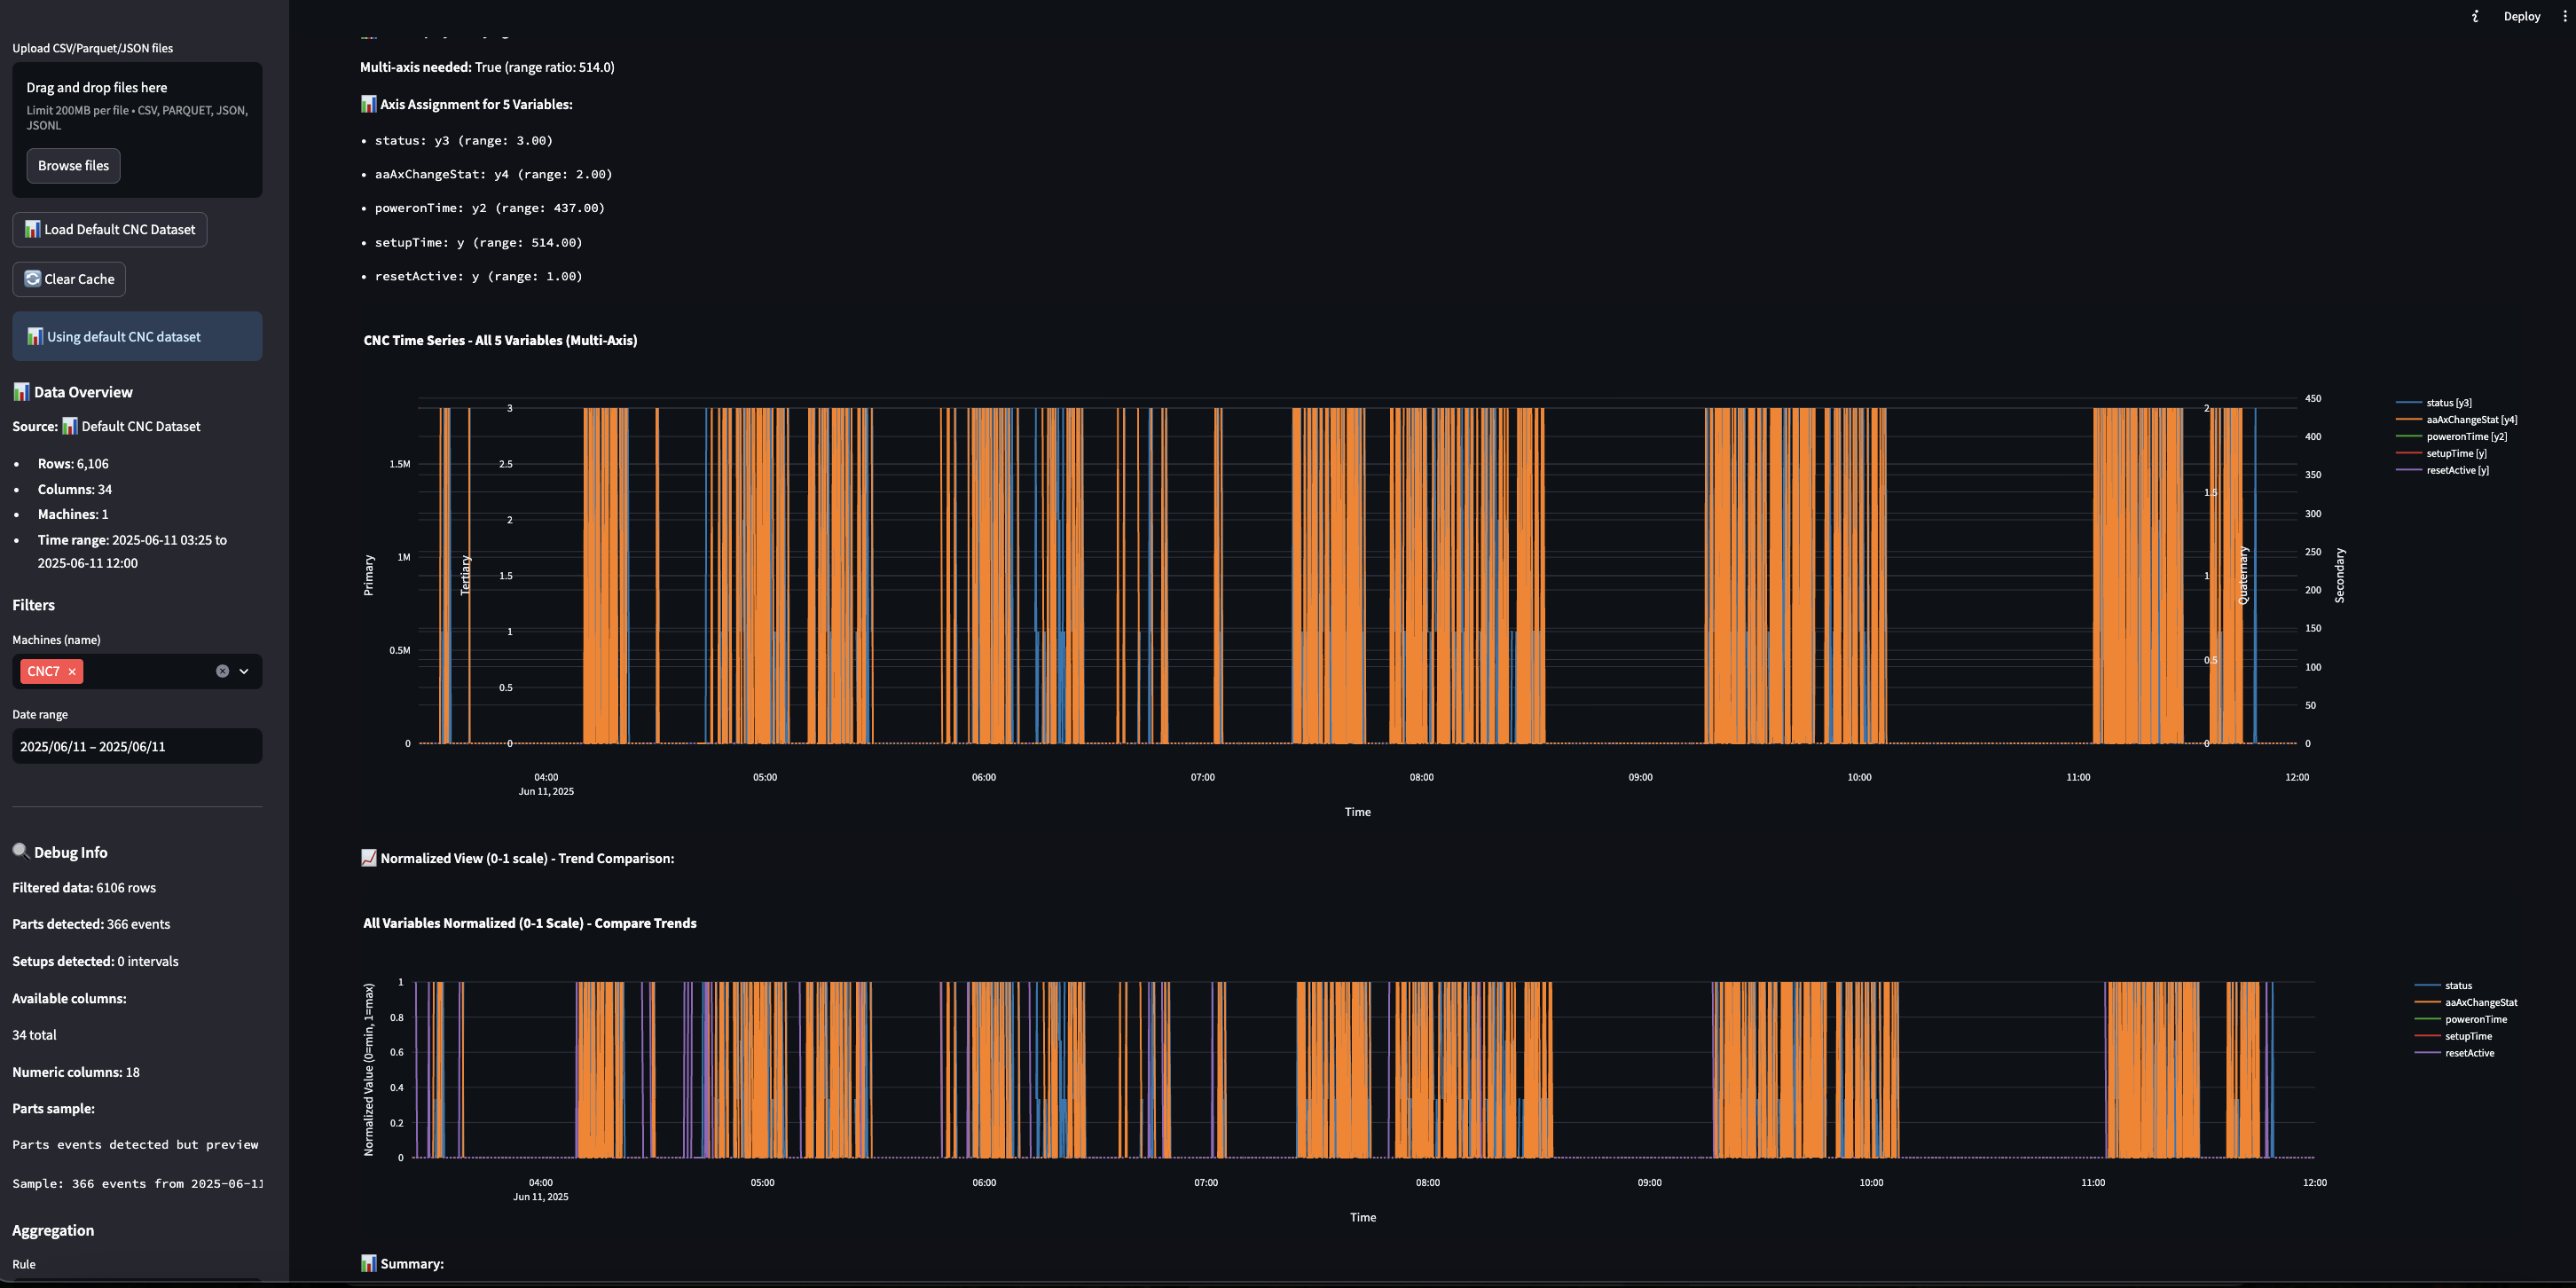 Deploy
Upload CSV/Parquet/JSON files
Drag and drop files here
Limit 200MB per file • CSV, PARQUET, JSON,
JSONL
Browse files
Load Default CNC Dataset
Clear Cache
Using default CNC dataset
Data Overview
Source: Default CNC Dataset
• Rows: 6,106
• Columns: 34
• Machines: 1
• Time range: 2025-06-11 03:25 to
2025-06-11 12:00
Filters
Machines (name)
CNC7 ×
Date range
2025/06/11 – 2025/06/11
Debug Info
Filtered data: 6106 rows
Parts detected: 366 events
Setups detected: 0 intervals
Available columns:
34 total
Numeric columns: 18
Parts sample:
Parts events detected but preview
Sample: 366 events from 2025-06-11
Aggregation
Rule
Multi-axis needed: True (range ratio: 514.0)
Axis Assignment for 5 Variables:
• status: y3 (range: 3.00)
• aaAxChangeStat: y4 (range: 2.00)
• poweronTime: y2 (range: 437.00)
• setupTime: y (range: 514.00)
• resetActive: y (range: 1.00)
CNC Time Series - All 5 Variables (Multi-Axis)
Primary
1.5M
1M
0.5M
0
Tertiary
3
2.5
2
1.5
1
0.5
0
Quaternary
2
1.5
1
0.5
0
Secondary
450
400
350
300
250
200
150
100
50
0
status [y3]
aaAxChangeStat [y4]
poweronTime [y2]
setupTime [y]
resetActive [y]
04:00 05:00 06:00 07:00 08:00 09:00 10:00 11:00 12:00
Jun 11, 2025
Time
Normalized View (0-1 scale) - Trend Comparison:
All Variables Normalized (0-1 Scale) - Compare Trends
Normalized Value (0=min, 1=max)
1
0.8
0.6
0.4
0.2
0
status
aaAxChangeStat
poweronTime
setupTime
resetActive
04:00 05:00 06:00 07:00 08:00 09:00 10:00 11:00 12:00
Jun 11, 2025
Time
Summary: